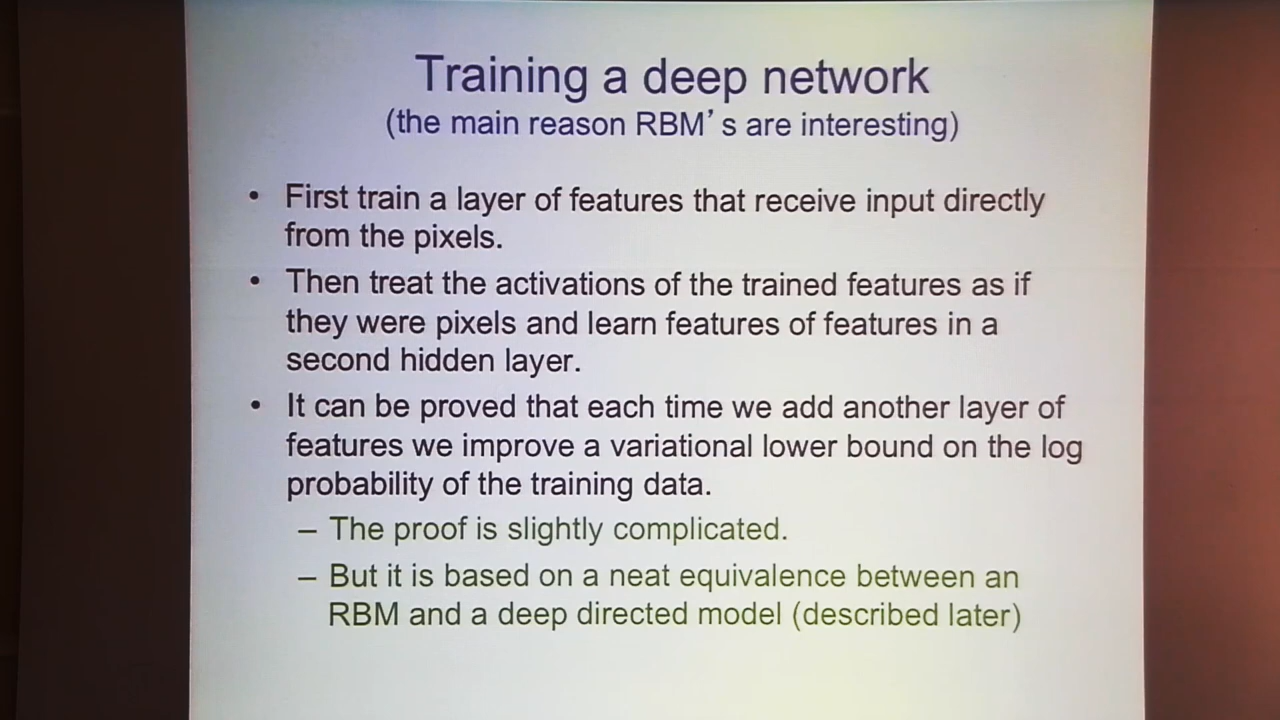 Training a deep network
(the main reason RBM’s are interesting)
• First train a layer of features that receive input directly
from the pixels.
• Then treat the activations of the trained features as if
they were pixels and learn features of features in a
second hidden layer.
• It can be proved that each time we add another layer of
features we improve a variational lower bound on the log
probability of the training data.
– The proof is slightly complicated.
– But it is based on a neat equivalence between an
RBM and a deep directed model (described later)